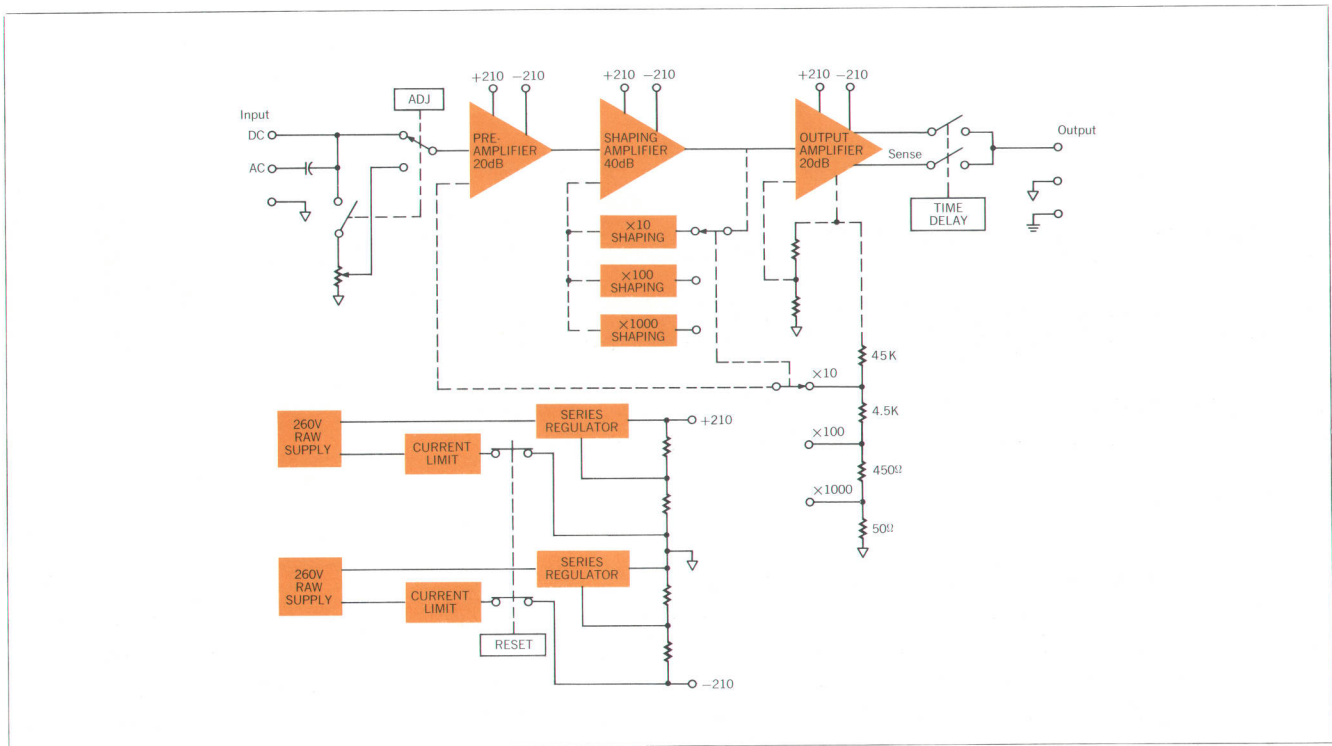 +210 −210
+210 −210
+210 −210
ADJ
Input
DC
AC
PRE-
AMPLIFIER
20dB
SHAPING
AMPLIFIER
40dB
OUTPUT
AMPLIFIER
20dB
Sense
Output
TIME
DELAY
×10
SHAPING
×100
SHAPING
×1000
SHAPING
45K
×10
4.5K
×100
450Ω
×1000
50Ω
260V
RAW
SUPPLY
CURRENT
LIMIT
SERIES
REGULATOR
+210
260V
RAW
SUPPLY
CURRENT
LIMIT
SERIES
REGULATOR
RESET
−210